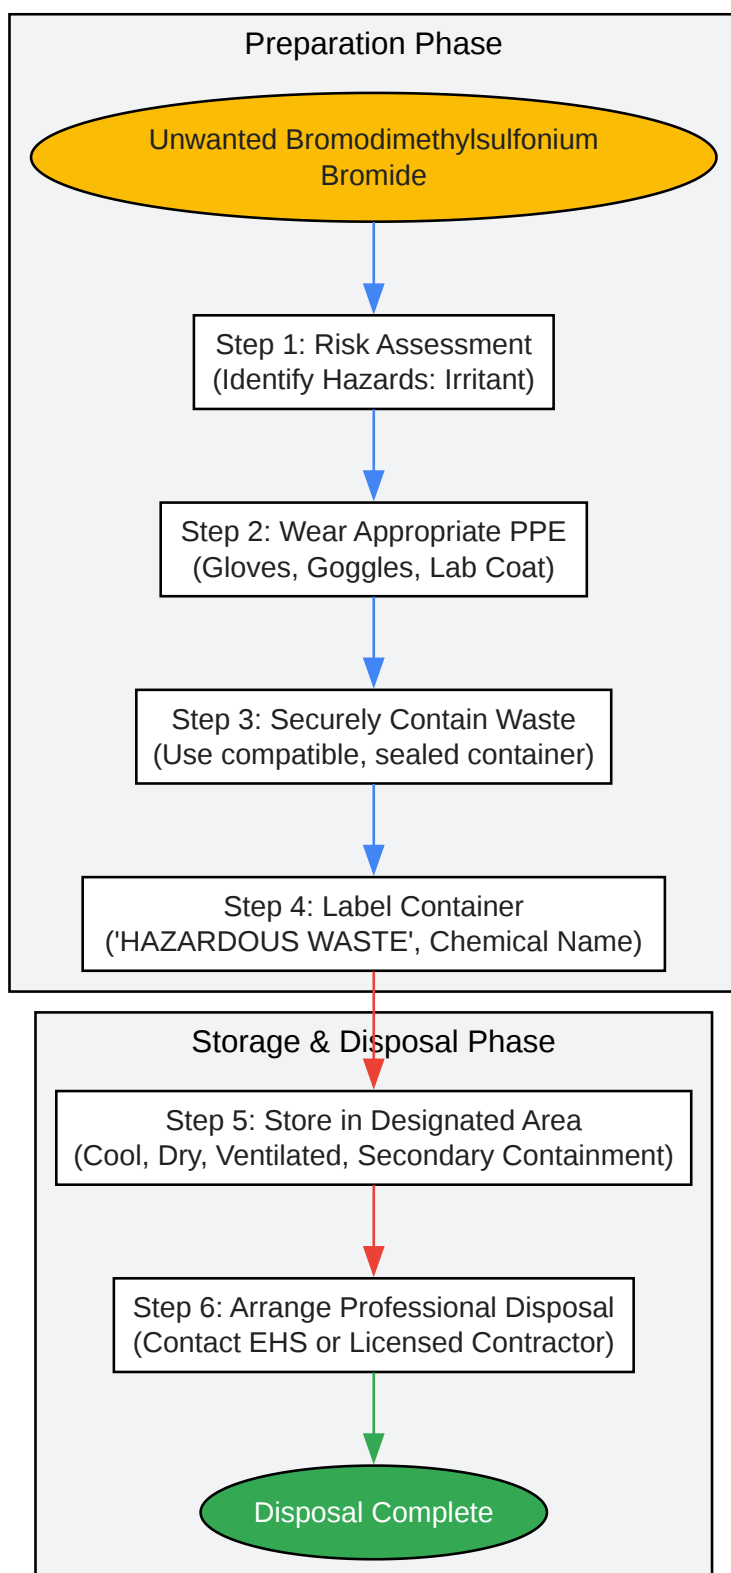 Preparation Phase
Unwanted Bromodimethylsulfonium
Bromide
Step 1: Risk Assessment
(Identify Hazards: Irritant)
Step 2: Wear Appropriate PPE
(Gloves, Goggles, Lab Coat)
Step 3: Securely Contain Waste
(Use compatible, sealed container)
Step 4: Label Container
('HAZARDOUS WASTE', Chemical Name)
Storage & Disposal Phase
Step 5: Store in Designated Area
(Cool, Dry, Ventilated, Secondary Containment)
Step 6: Arrange Professional Disposal
(Contact EHS or Licensed Contractor)
Disposal Complete